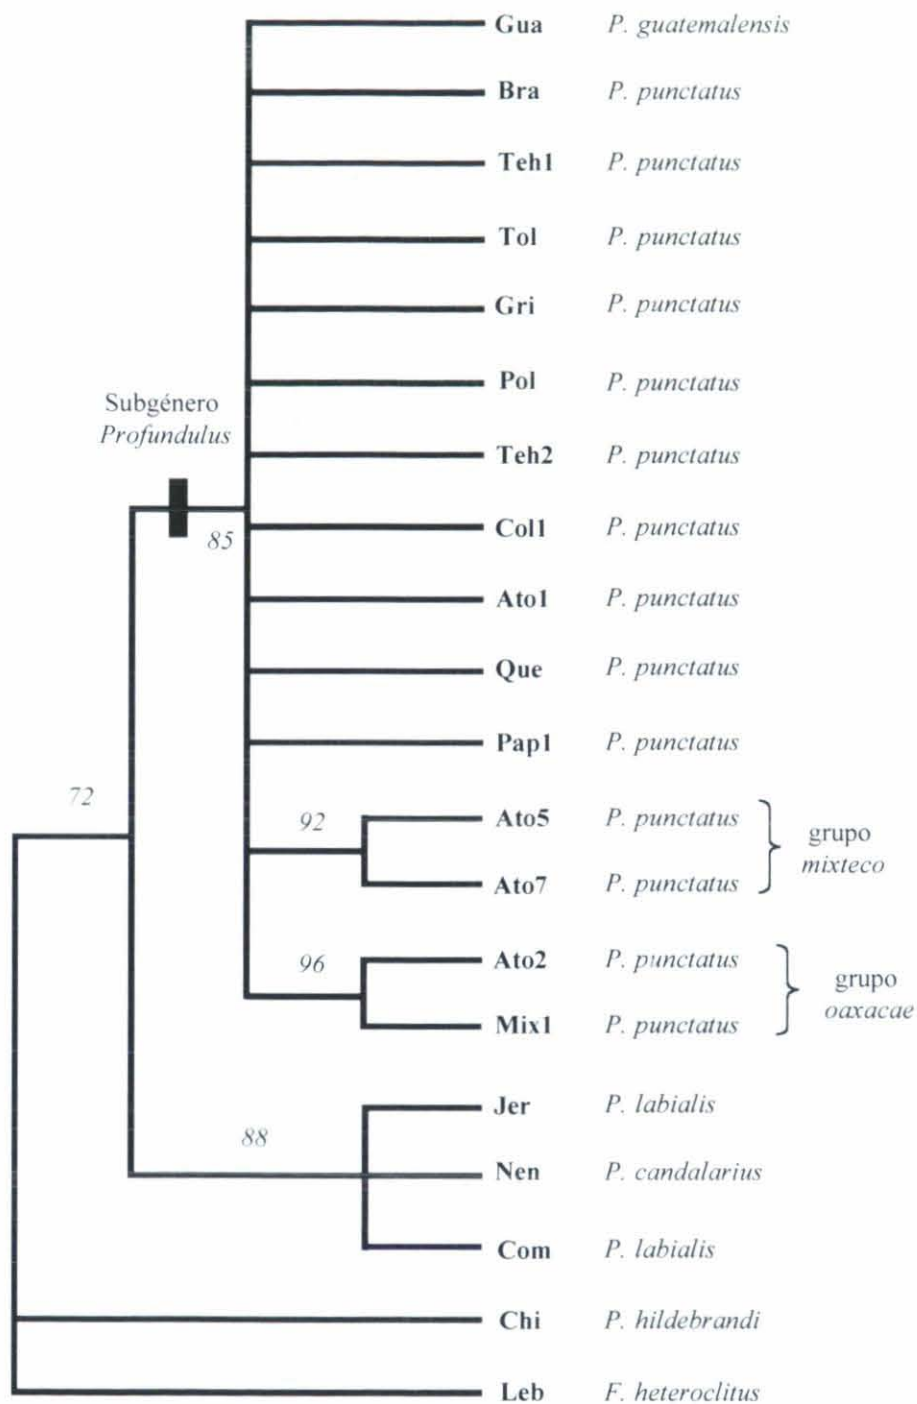 Gua P. guatemalensis
Bra P. punctatus
Teh1 P. punctatus
Tol P. punctatus
Gri P. punctatus
Pol P. punctatus
Subgénero
Profundulus
Teh2 P. punctatus
85
Col1 P. punctatus
Ato1 P. punctatus
Que P. punctatus
Pap1 P. punctatus
72
92
Ato5 P. punctatus
Ato7 P. punctatus
grupo
mixteco
96
Ato2 P. punctatus
Mix1 P. punctatus
grupo
oaxacae
Jer P. labialis
88
Nen P. candalarius
Com P. labialis
Chi P. hildebrandi
Leb F. heteroclitus